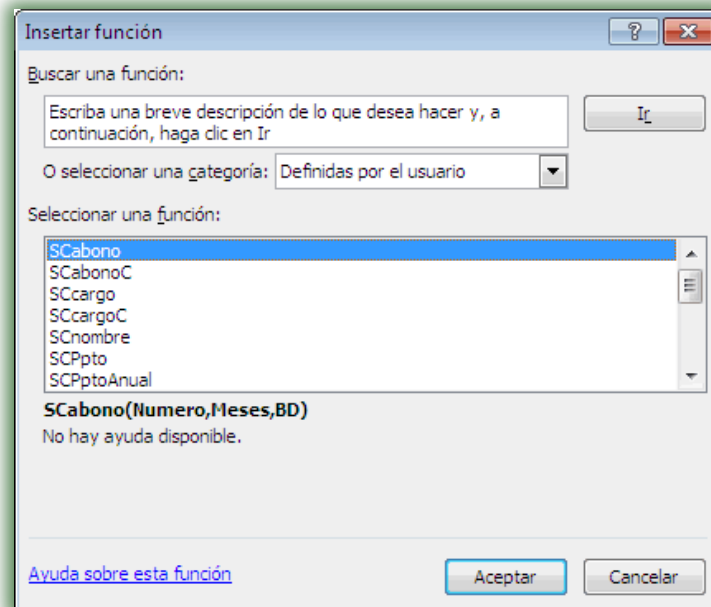 Insertar función
Buscar una función:
Escriba una breve descripción de lo que desea hacer y, a
continuación, haga clic en Ir
Ir
O seleccionar una categoría: Definidas por el usuario
Seleccionar una función:
SCabono
SCabonoC
SCcargo
SCcargoC
SCnombre
SCPpto
SCPptoAnual
SCabono(Numero,Meses,BD)
No hay ayuda disponible.
Ayuda sobre esta función
Aceptar
Cancelar